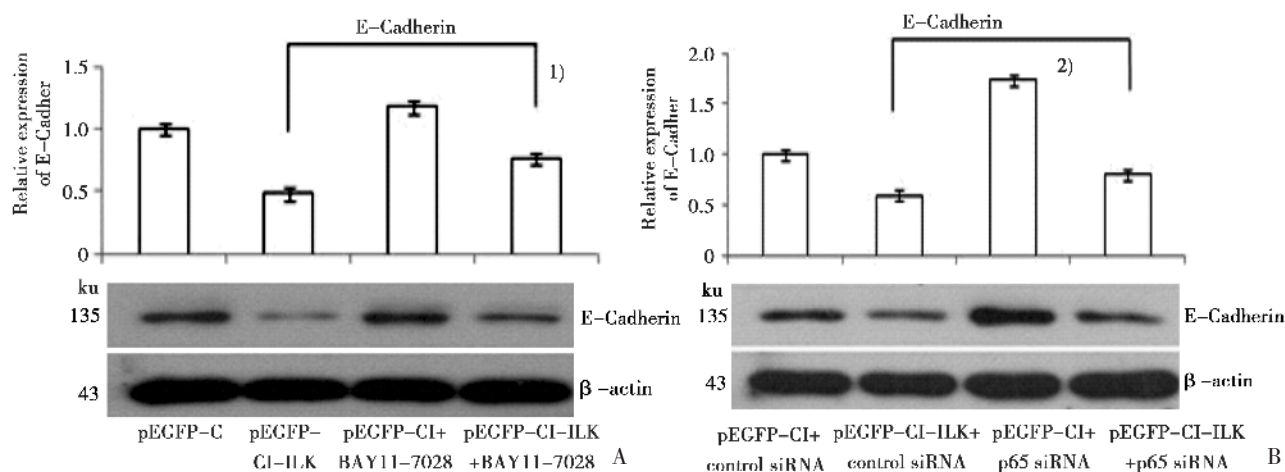 E-Cadherin
1)
Relative expression
of E-Cadher
1.5
1.0
0.5
0
ku
135
E-Cadherin
43
β-actin
pEGFP-C
pEGFP-
CI-ILK
pEGFP-CI+
BAY11-7028
pEGFP-CI-ILK
+BAY11-7028
A
E-Cadherin
2)
Relative expression
of E-Cadher
2.0
1.5
1.0
0.5
0
ku
135
E-Cadherin
43
β-actin
pEGFP-CI+
control siRNA
pEGFP-CI-ILK+
control siRNA
pEGFP-CI+
p65 siRNA
pEGFP-CI-ILK
+p65 siRNA
B